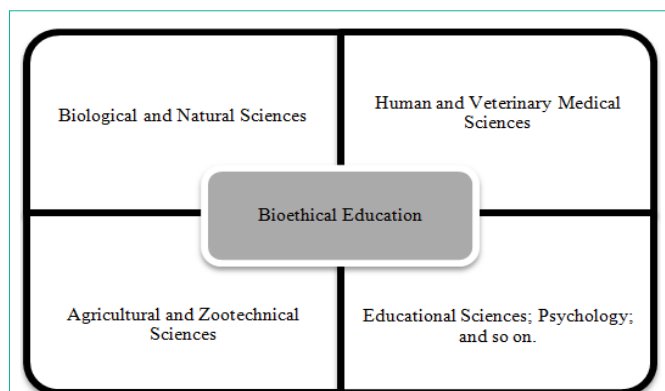 Biological and Natural Sciences
Human and Veterinary Medical
Sciences
Bioethical Education
Agricultural and Zootechnical
Sciences
Educational Sciences; Psychology;
and so on.